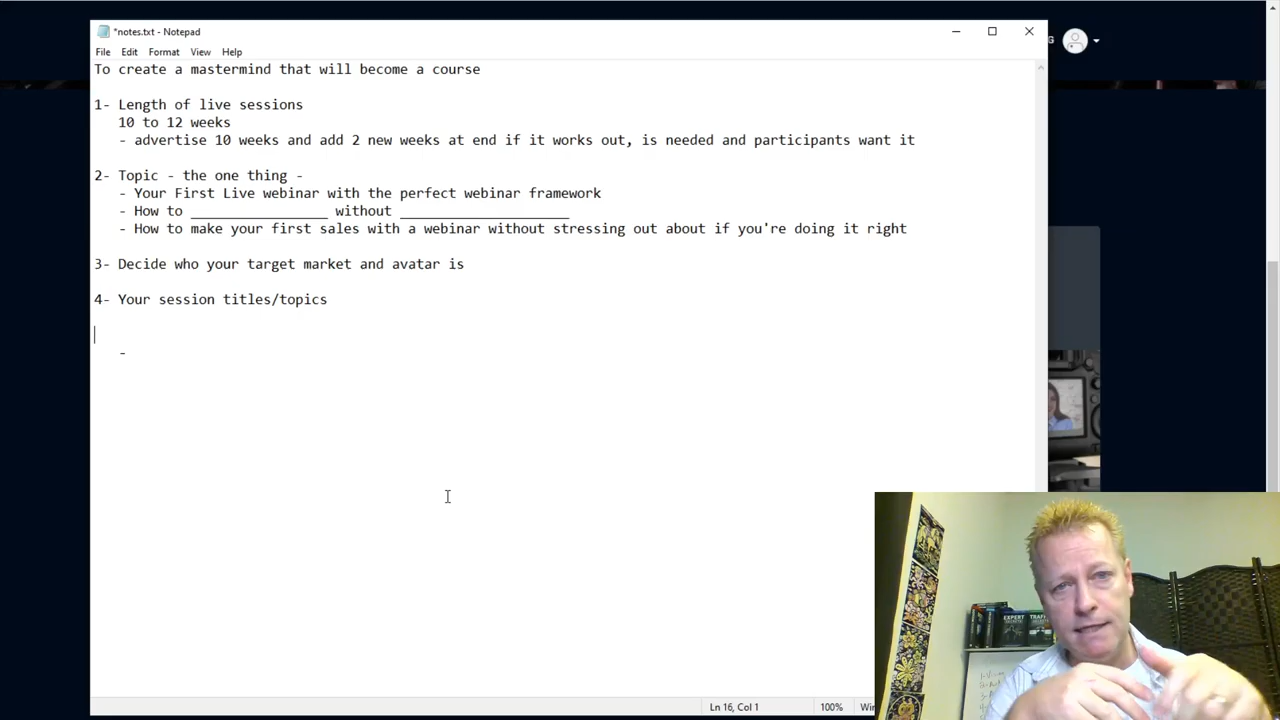 *notes.txt - Notepad
G
File Edit Format View Help
To create a mastermind that will become a course
1- Length of live sessions
10 to 12 weeks
- advertise 10 weeks and add 2 new weeks at end if it works out, is needed and participants want it
2- Topic - the one thing -
- Your First Live webinar with the perfect webinar framework
- How to _________________ without _____________________
- How to make your first sales with a webinar without stressing out about if you're doing it right
3- Decide who your target market and avatar is
4- Your session titles/topics
-
EXPERT
SECRETS
Ln 16, Col 1 100%